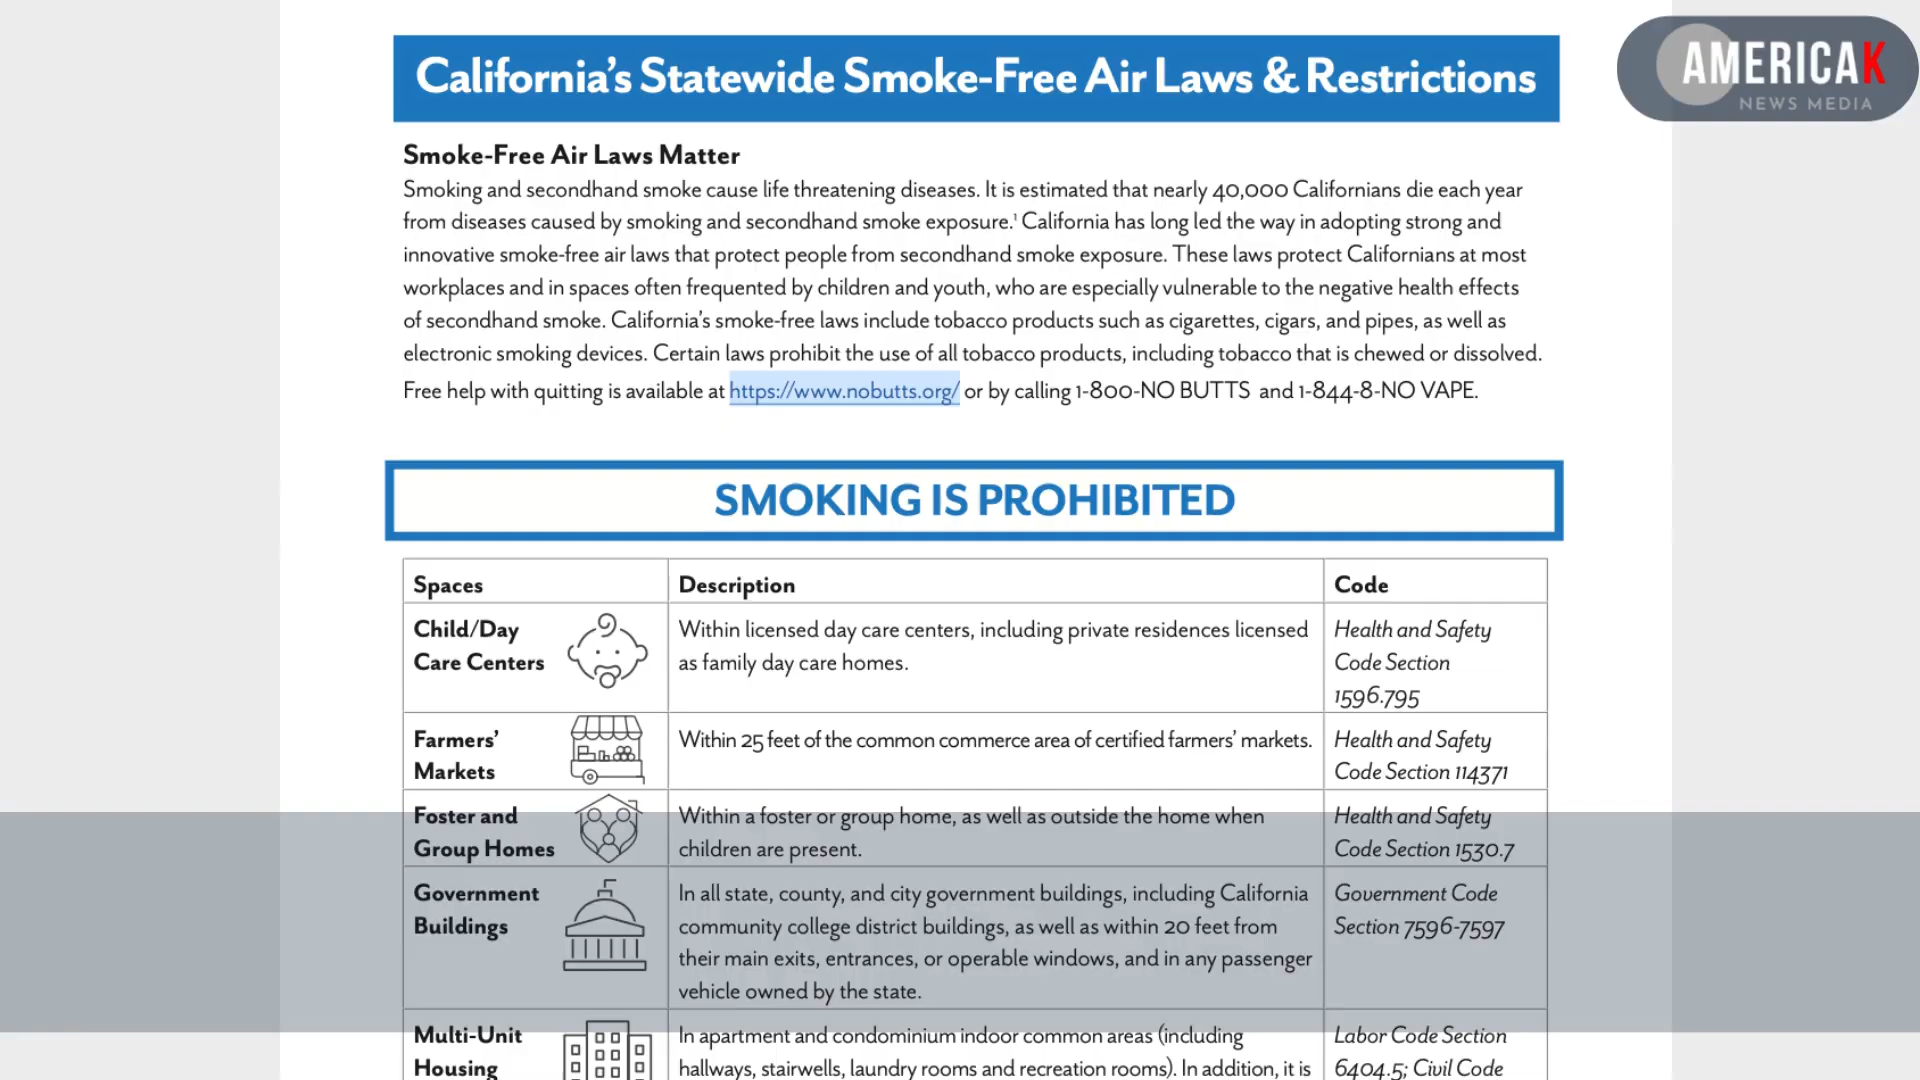 California's Statewide Smoke-Free Air Laws & Restrictions
AMERICAK
NEWS MEDIA
Smoke-Free Air Laws Matter
Smoking and secondhand smoke cause life threatening diseases. It is estimated that nearly 40,000 Californians die each year
from diseases caused by smoking and secondhand smoke exposure.¹ California has long led the way in adopting strong and
innovative smoke-free air laws that protect people from secondhand smoke exposure. These laws protect Californians at most
workplaces and in spaces often frequented by children and youth, who are especially vulnerable to the negative health effects
of secondhand smoke. California's smoke-free laws include tobacco products such as cigarettes, cigars, and pipes, as well as
electronic smoking devices. Certain laws prohibit the use of all tobacco products, including tobacco that is chewed or dissolved.
Free help with quitting is available at https://www.nobutts.org/ or by calling 1-800-NO BUTTS and 1-844-8-NO VAPE.
SMOKING IS PROHIBITED
Spaces
Description
Code
Child/Day
Care Centers
Within licensed day care centers, including private residences licensed
as family day care homes.
Health and Safety
Code Section
1596.795
Farmers'
Markets
Within 25 feet of the common commerce area of certified farmers' markets.
Health and Safety
Code Section 114371
Foster and
Group Homes
Within a foster or group home, as well as outside the home when
children are present.
Health and Safety
Code Section 1530.7
Government
Buildings
In all state, county, and city government buildings, including California
community college district buildings, as well as within 20 feet from
their main exits, entrances, or operable windows, and in any passenger
vehicle owned by the state.
Government Code
Section 7596-7597
Multi-Unit
Housing
In apartment and condominium indoor common areas (including
hallways, stairwells, laundry rooms and recreation rooms). In addition, it is
Labor Code Section
6404.5; Civil Code